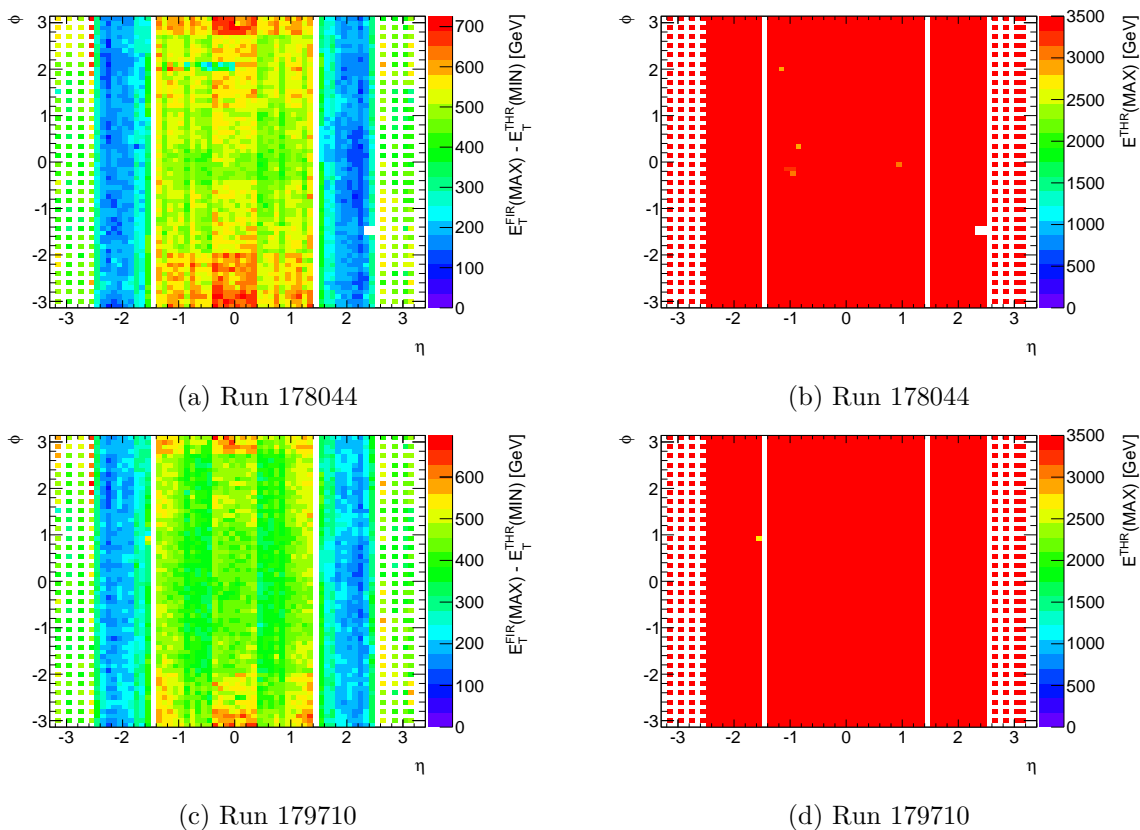 ϕ
3
2
1
0
-1
-2
-3
-3 -2 -1 0 1 2 3
η
700
600
500
400
300
200
100
0
E_T^FIR(MAX) - E_T^THR(MIN) [GeV]
(a) Run 178044
ϕ
3
2
1
0
-1
-2
-3
-3 -2 -1 0 1 2 3
η
3500
3000
2500
2000
1500
1000
500
0
E^THR(MAX) [GeV]
(b) Run 178044
ϕ
3
2
1
0
-1
-2
-3
-3 -2 -1 0 1 2 3
η
600
500
400
300
200
100
0
E_T^FIR(MAX) - E_T^THR(MIN) [GeV]
(c) Run 179710
ϕ
3
2
1
0
-1
-2
-3
-3 -2 -1 0 1 2 3
η
3500
3000
2500
2000
1500
1000
500
0
E^THR(MAX) [GeV]
(d) Run 179710